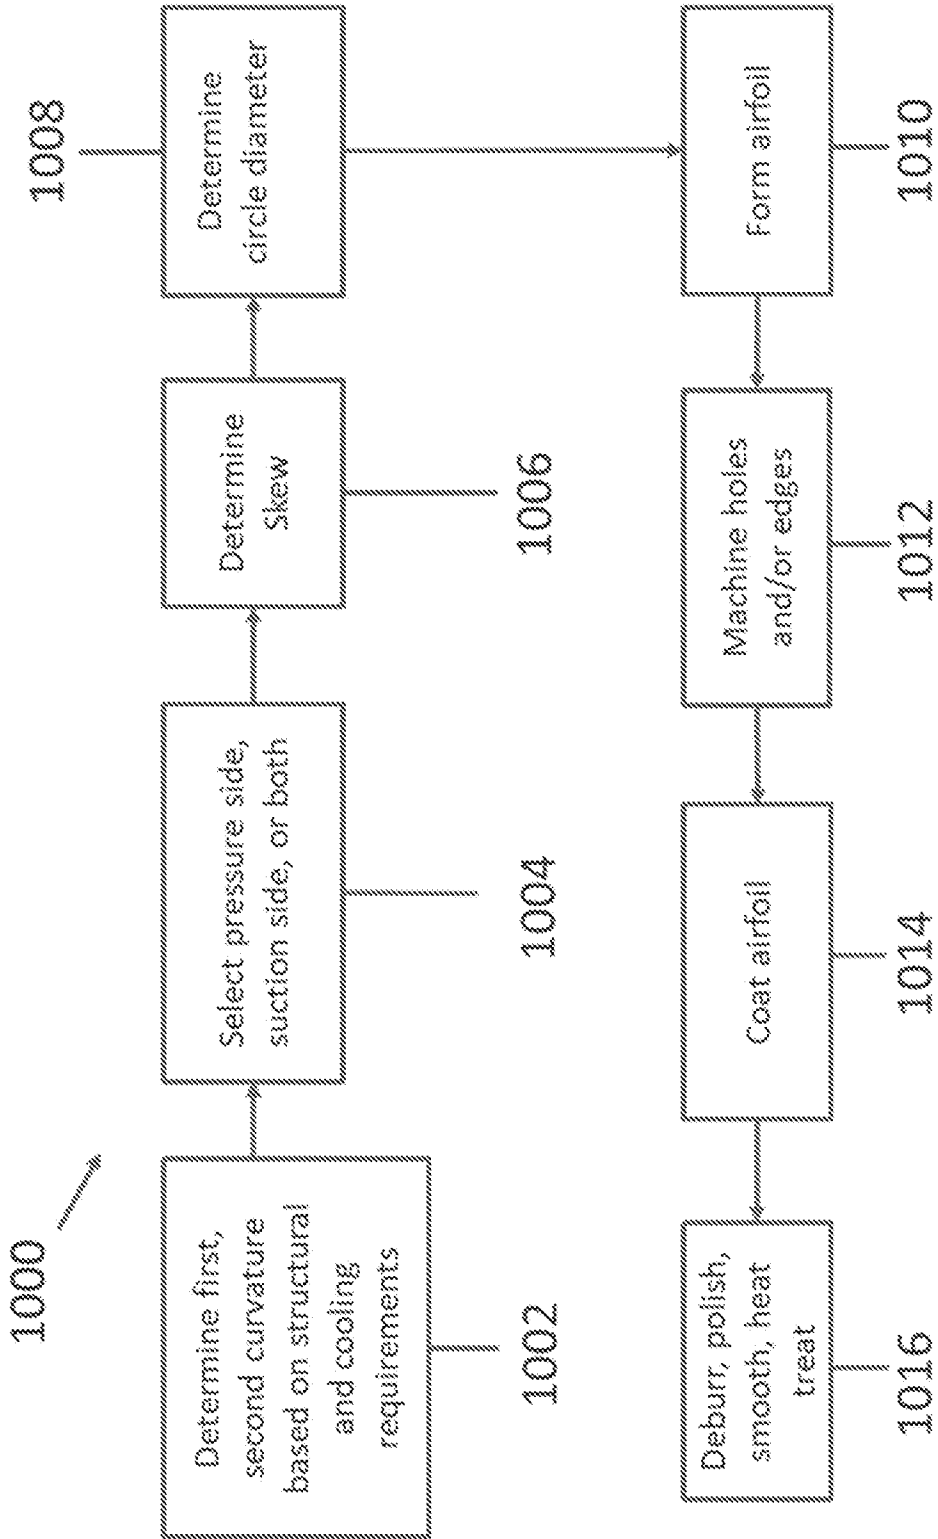 1000
Determine first,
second curvature
based on structural
and cooling
requirements
1002
Select pressure side,
suction side, or both
1004
Determine
Skew
1006
Determine
circle diameter
1008
Form airfoil
1010
Machine holes
and/or edges
1012
Coat airfoil
1014
Deburr, polish,
smooth, heat
treat
1016